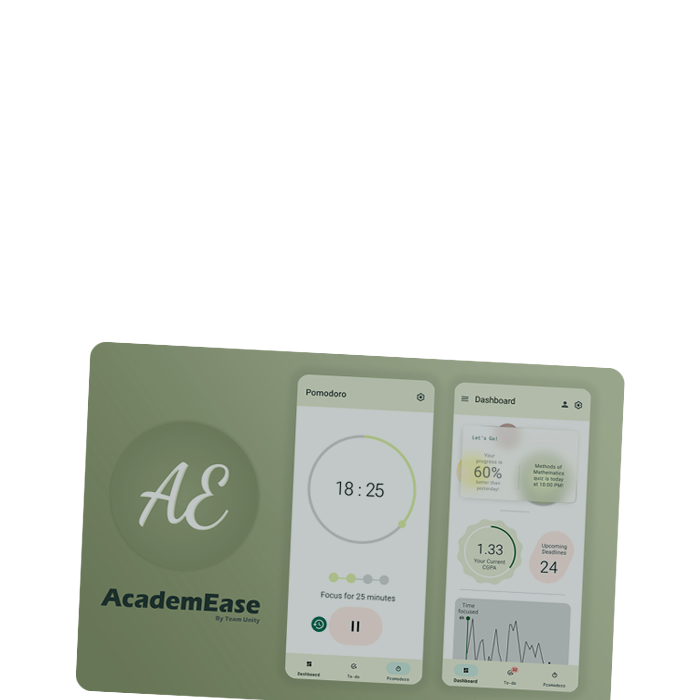 AE
AcademEase
By Team Unity
Pomodoro
18 : 25
Focus for 25 minutes
Dashboard
To-do
Promodoro
Dashboard
Let's Go!
Your
progress is
60%
better than
yesterday!
Methods of
Mathematics
quiz is today
at 10:00 PM!
1.33
Your Current
CGPA
Upcoming
Deadlines
24
Time
focused
Dashboard
To-do
Promodoro